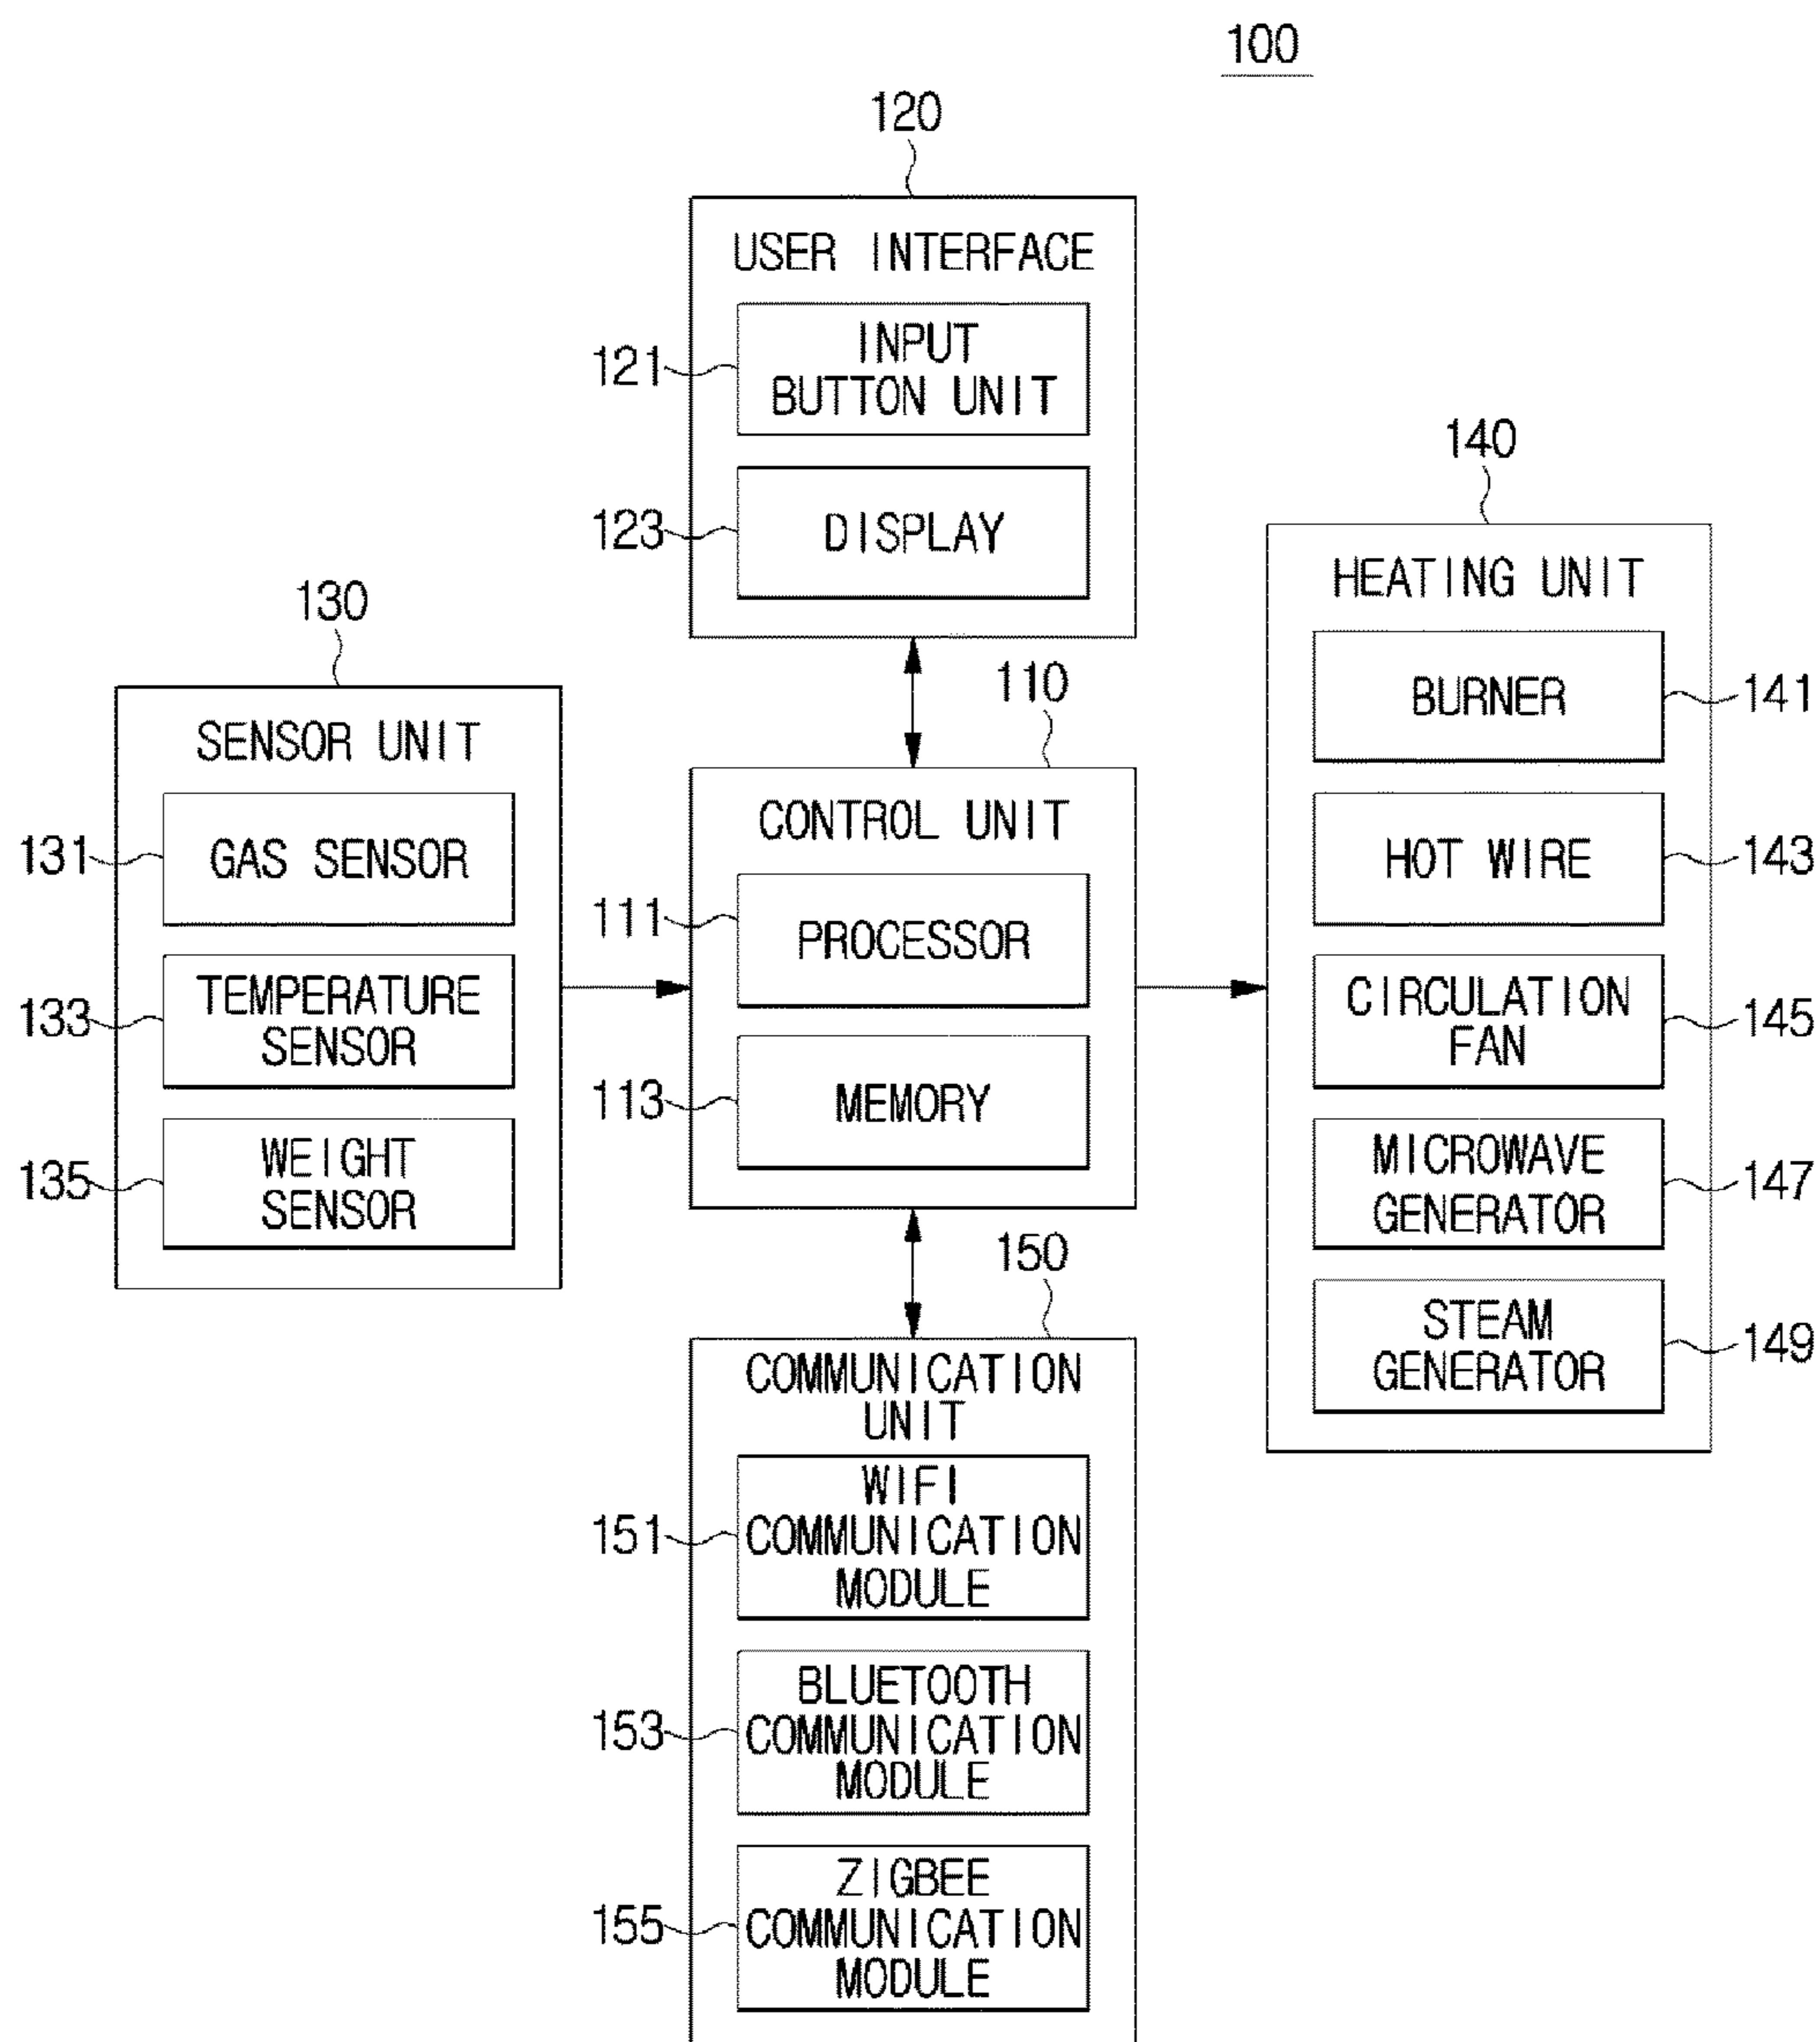 100
120
USER INTERFACE
121
INPUT
BUTTON UNIT
123
DISPLAY
130
SENSOR UNIT
131
GAS SENSOR
133
TEMPERATURE
SENSOR
135
WEIGHT
SENSOR
110
CONTROL UNIT
111
PROCESSOR
113
MEMORY
140
HEATING UNIT
BURNER
141
HOT WIRE
143
CIRCULATION
FAN
145
MICROWAVE
GENERATOR
147
STEAM
GENERATOR
149
150
COMMUNICATION
UNIT
151
WIFI
COMMUNICATION
MODULE
153
BLUETOOTH
COMMUNICATION
MODULE
155
ZIGBEE
COMMUNICATION
MODULE